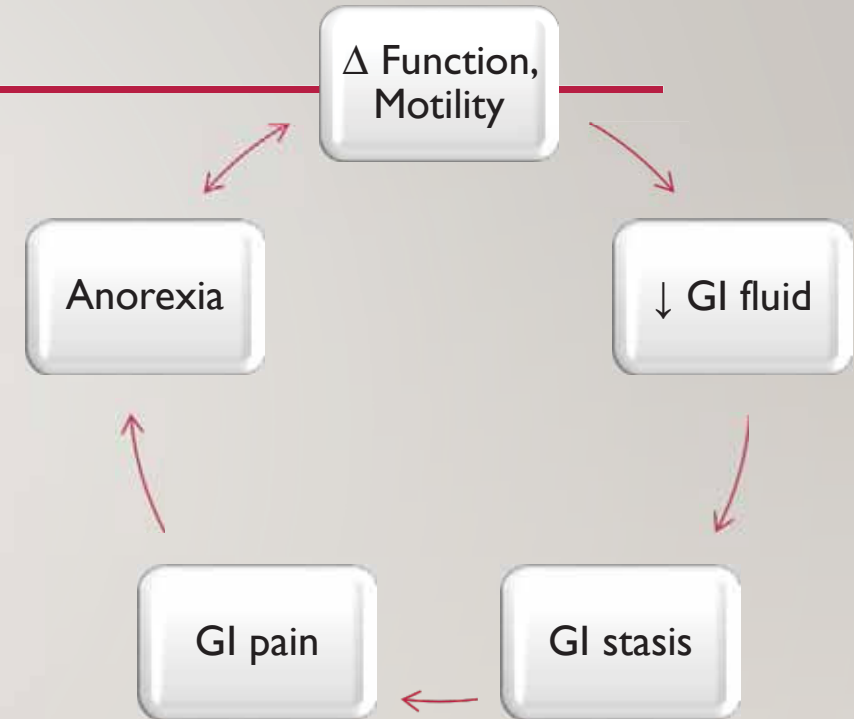 Δ Function,
Motility
↓ GI fluid
GI stasis
GI pain
Anorexia